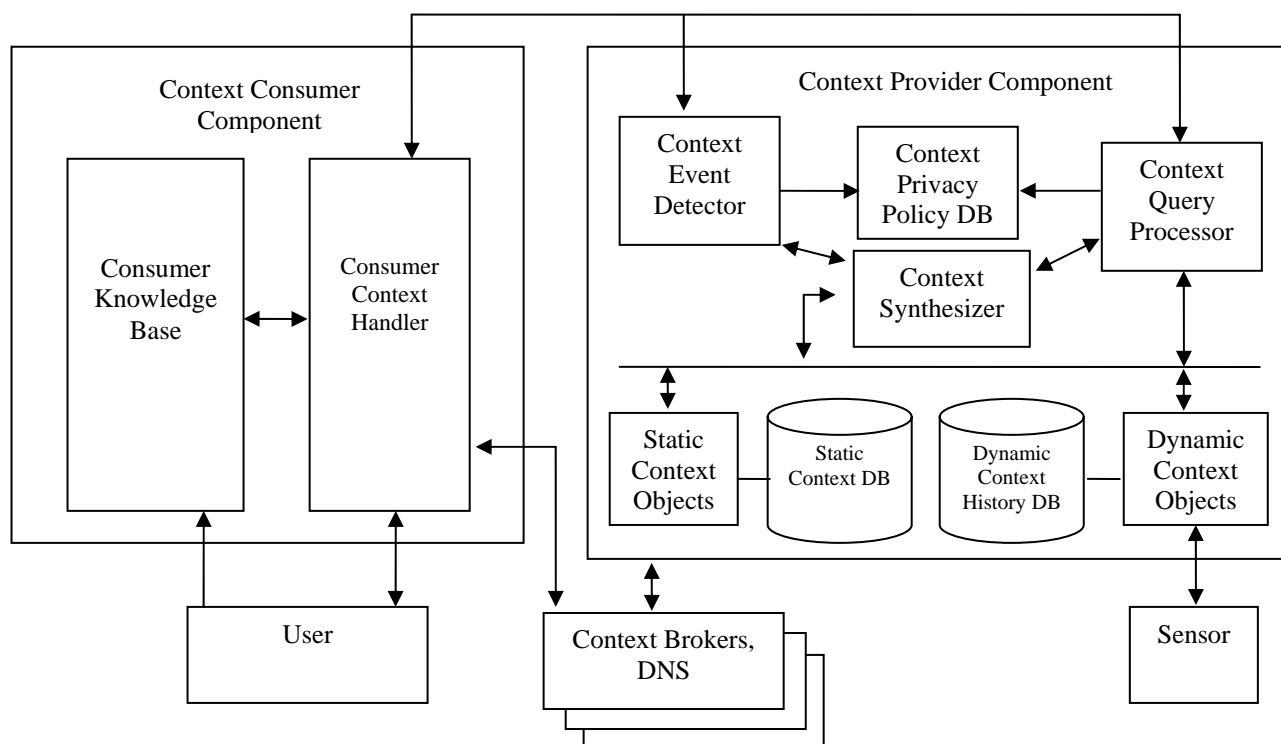 Context Consumer
Component
Context Provider Component
Context
Event
Detector
Context
Privacy
Policy DB
Context
Query
Processor
Consumer
Knowledge
Base
Consumer
Context
Handler
Context
Synthesizer
Static
Context
Objects
Static
Context DB
Dynamic
Context
History DB
Dynamic
Context
Objects
User
Context Brokers,
DNS
Sensor